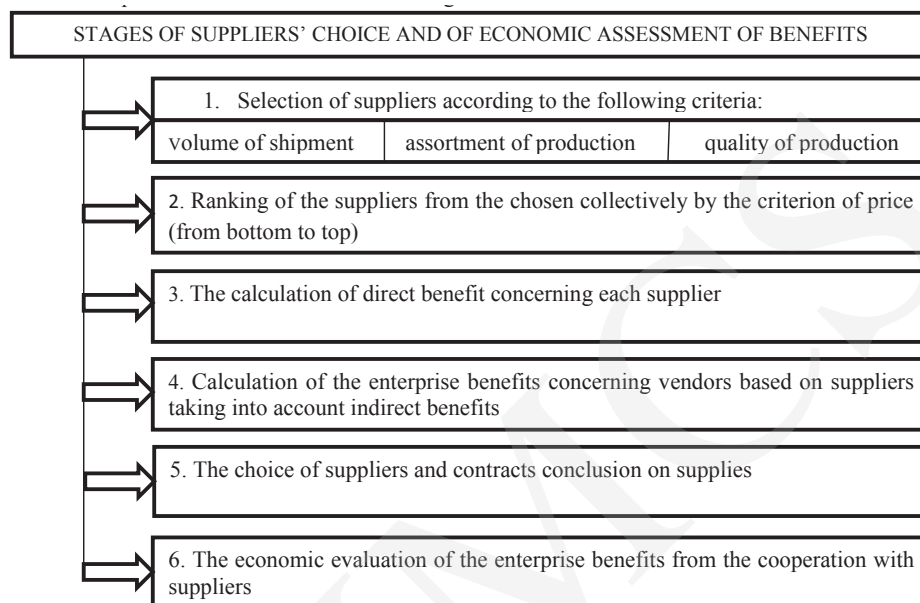 STAGES OF SUPPLIERS' CHOICE AND OF ECONOMIC ASSESSMENT OF BENEFITS
1. Selection of suppliers according to the following criteria:
volume of shipment assortment of production quality of production
2. Ranking of the suppliers from the chosen collectively by the criterion of price
(from bottom to top)
3. The calculation of direct benefit concerning each supplier
4. Calculation of the enterprise benefits concerning vendors based on suppliers
taking into account indirect benefits
5. The choice of suppliers and contracts conclusion on supplies
6. The economic evaluation of the enterprise benefits from the cooperation with
suppliers